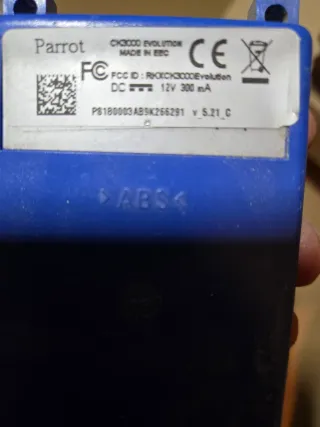 Parrot
CK3000 EVOLUTION
MADE IN EEC
CE
FC
FCC ID : RKXCK3000Evolution
DC 12V 300 mA
PS180003AB9K266291 v 5.21_C
>ABS<